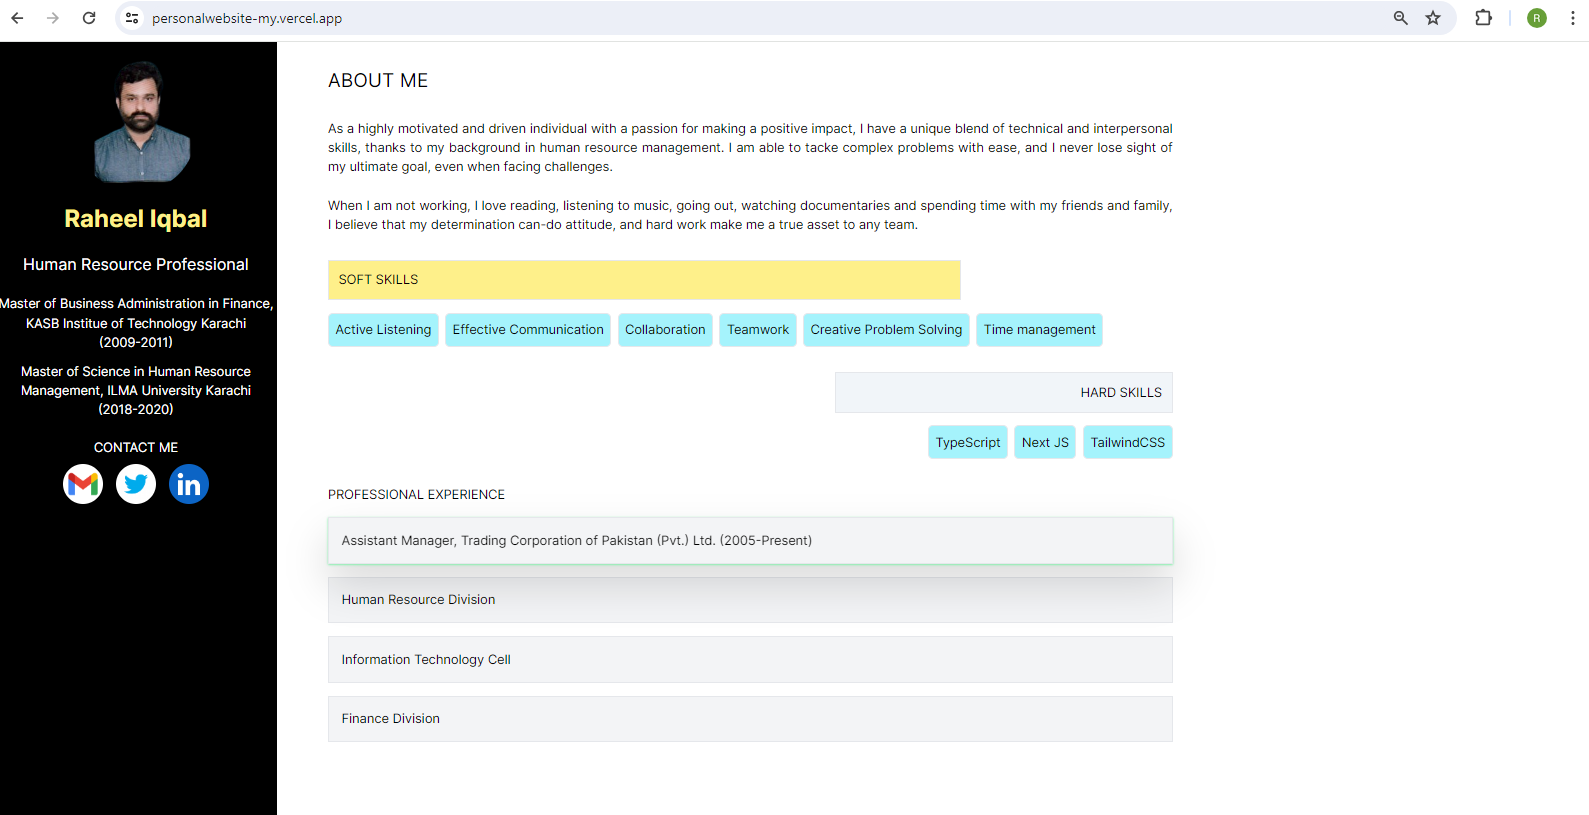 personalwebsite-my.vercel.app
R
Raheel Iqbal
Human Resource Professional
Master of Business Administration in Finance,
KASB Institue of Technology Karachi
(2009-2011)
Master of Science in Human Resource
Management, ILMA University Karachi
(2018-2020)
CONTACT ME
in
ABOUT ME
As a highly motivated and driven individual with a passion for making a positive impact, I have a unique blend of technical and interpersonal
skills, thanks to my background in human resource management. I am able to tacke complex problems with ease, and I never lose sight of
my ultimate goal, even when facing challenges.
When I am not working, I love reading, listening to music, going out, watching documentaries and spending time with my friends and family,
I believe that my determination can-do attitude, and hard work make me a true asset to any team.
SOFT SKILLS
Active Listening Effective Communication Collaboration Teamwork Creative Problem Solving Time management
HARD SKILLS
TypeScript Next JS TailwindCSS
PROFESSIONAL EXPERIENCE
Assistant Manager, Trading Corporation of Pakistan (Pvt.) Ltd. (2005-Present)
Human Resource Division
Information Technology Cell
Finance Division